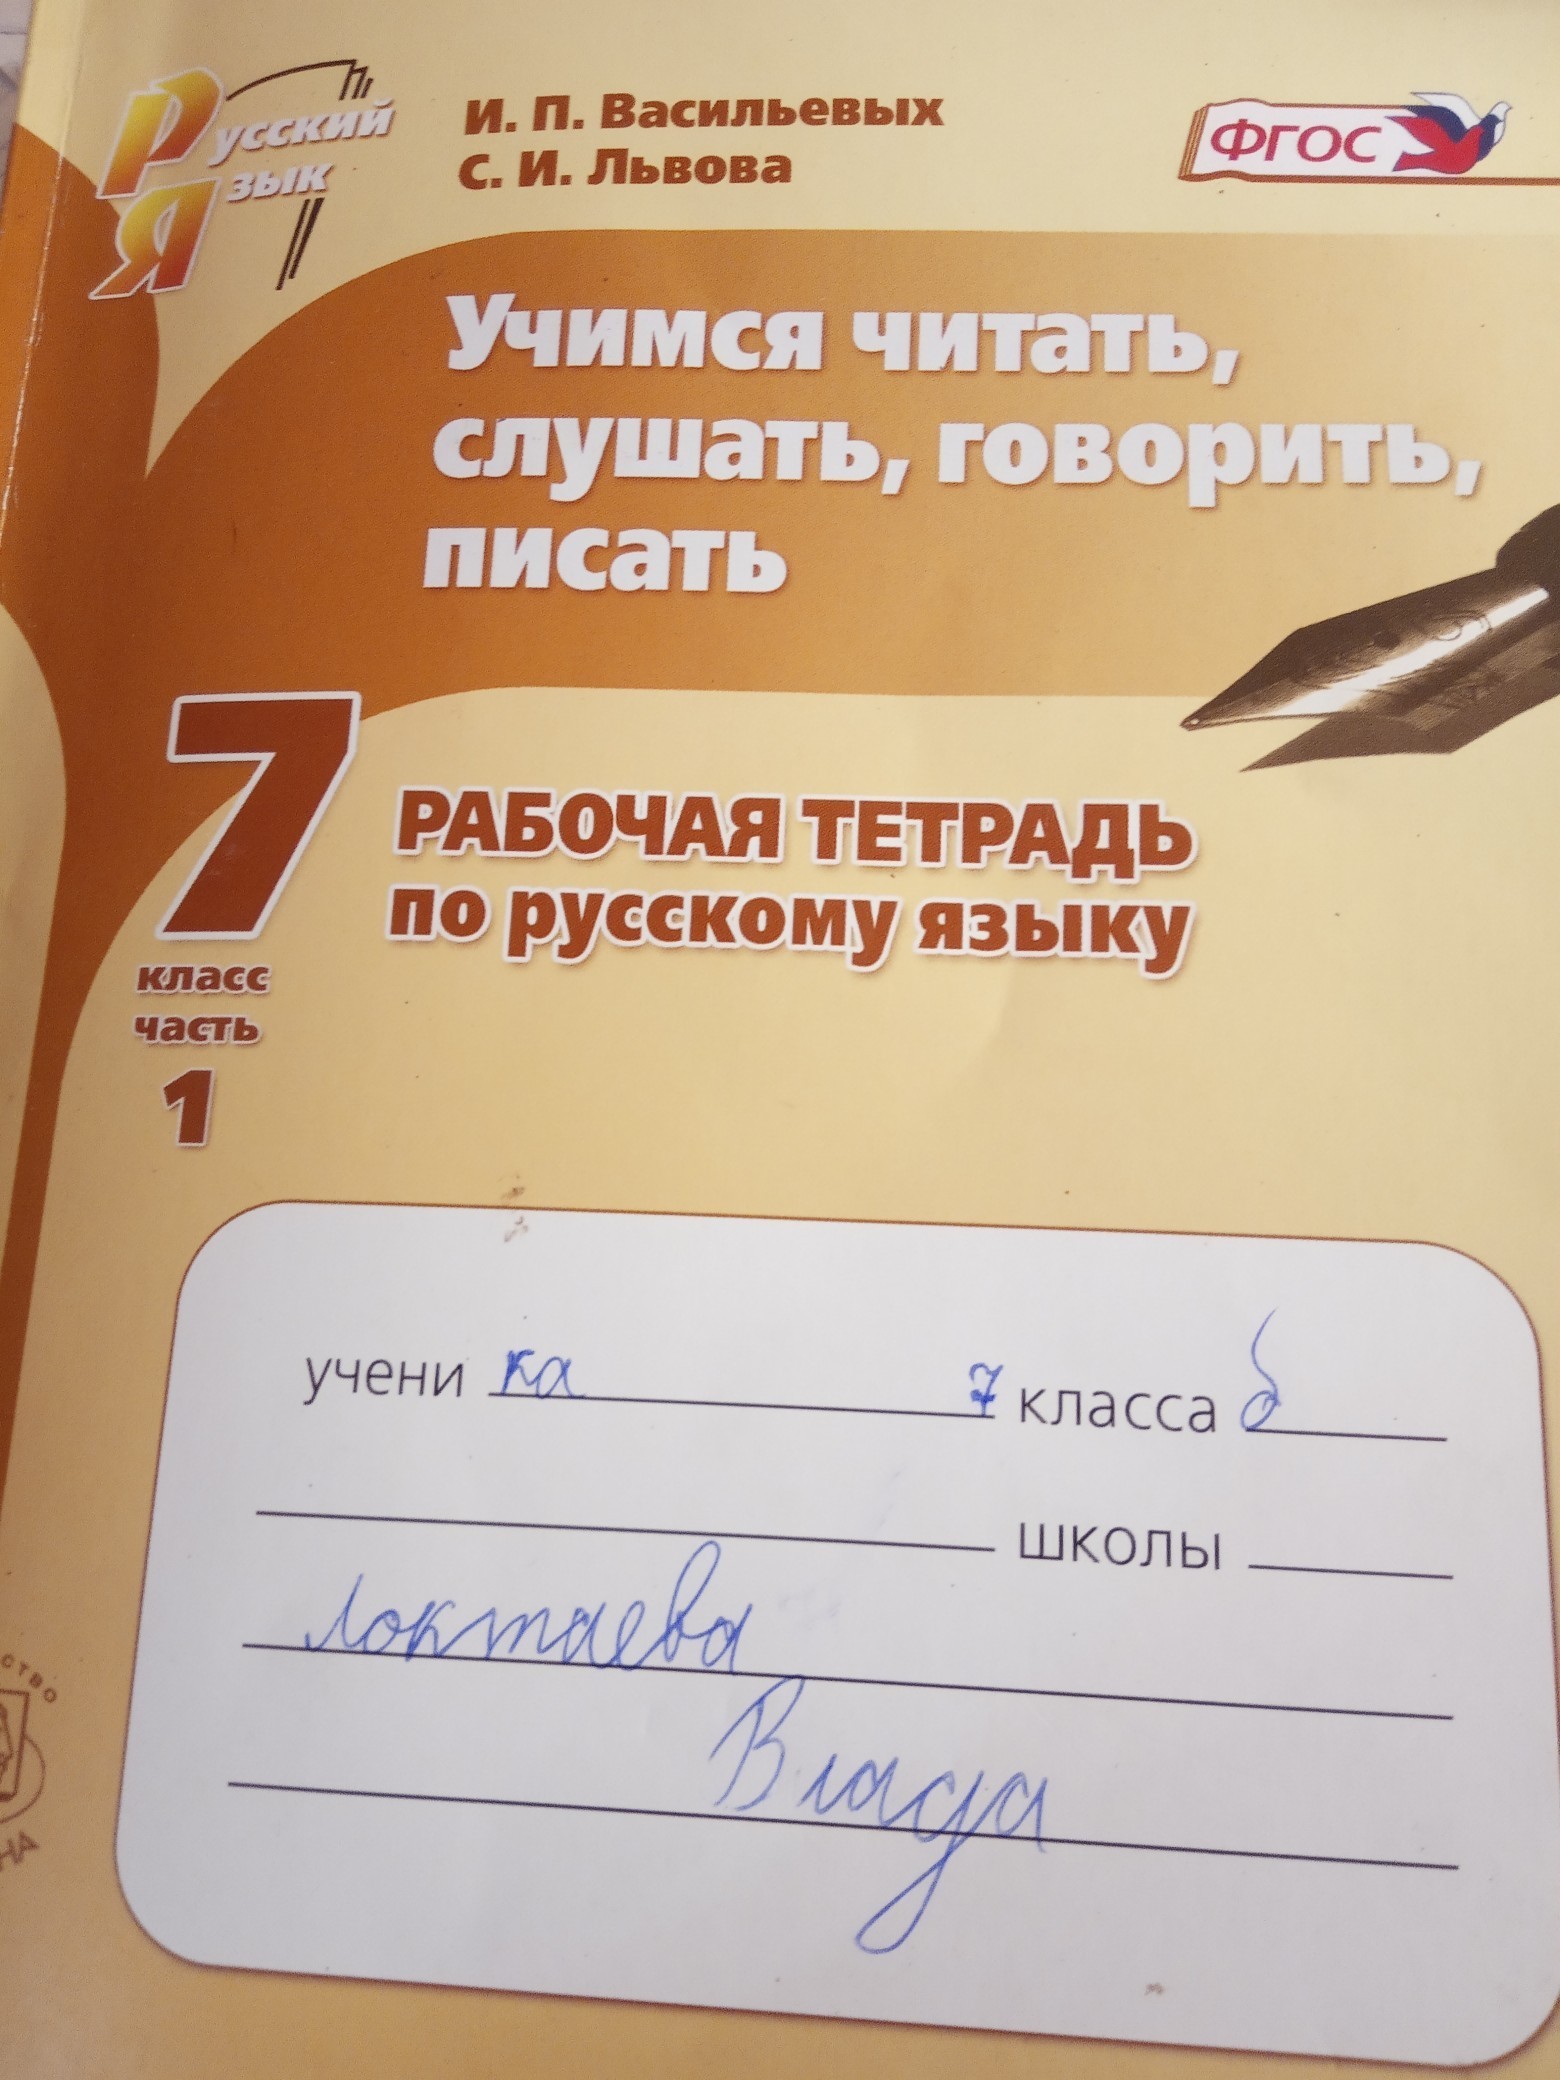 Русский
язык
И. П. Васильевых
С. И. Львова
ФГОС
Учимся читать,
слушать, говорить,
писать
7
класс
часть
1
РАБОЧАЯ ТЕТРАДЬ
по русскому языку
учени ка 7 класса б
школы
локтаева
Влада